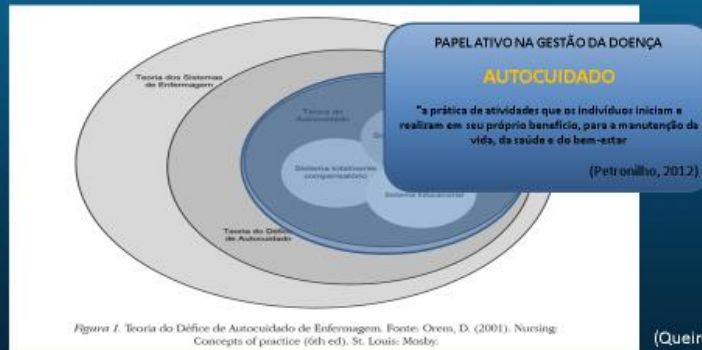 PAPEL ATIVO NA GESTÃO DA DOENÇA
AUTOCUIDADO
"a prática de atividades que os indivíduos iniciam e
realizam em seu próprio benefício, para a manutenção da
vida, da saúde e do bem-estar
(Petronilho, 2012)
Teoria dos Sistemas
de Enfermagem
Teoria do
Autocuidado
Sistema totalmente
compensatório
Sistema Educacional
Teoria do Défice
de Autocuidado
Figura 1. Teoria do Défice de Autocuidado de Enfermagem. Fonte: Orem, D. (2001). Nursing:
Concepts of practice (6th ed). St. Louis: Mosby.
(Queir